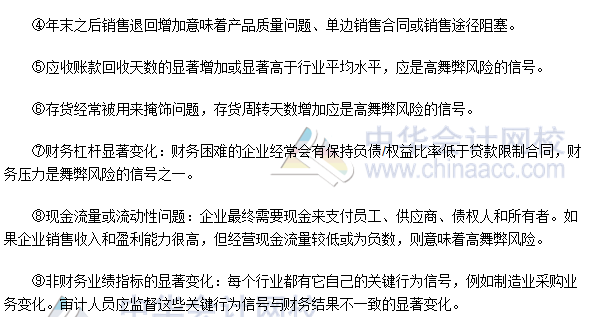 ④年末之后销售退回增加意味着产品质量问题、单边销售合同或销售途径阻塞。
⑤应收账款回收天数的显著增加或显著高于行业平均水平，应是高舞弊风险的信号。
⑥存货经常被用来掩饰问题，存货周转天数增加应是高舞弊风险的信号。
⑦财务杠杆显著变化：财务困难的企业经常会有保持负债/权益比率低于贷款限制合同，财
务压力是舞弊风险的信号之一。
⑧现金流量或流动性问题：企业最终需要现金来支付员工、供应商、债权人和所有者。如
果企业销售收入和盈利能力很高，但经营现金流量较低或为负数，则意味着高舞弊风险。
⑨非财务业绩指标的显著变化：每个行业都有它自己的关键行为信号，例如制造业采购业
务变化。审计人员应监督这些关键行为信号与财务结果不一致的显著变化。
中华会计网校
www.chinaacc.com